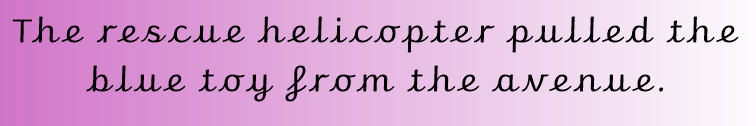 The rescue helicopter pulled the
blue toy from the avenue.